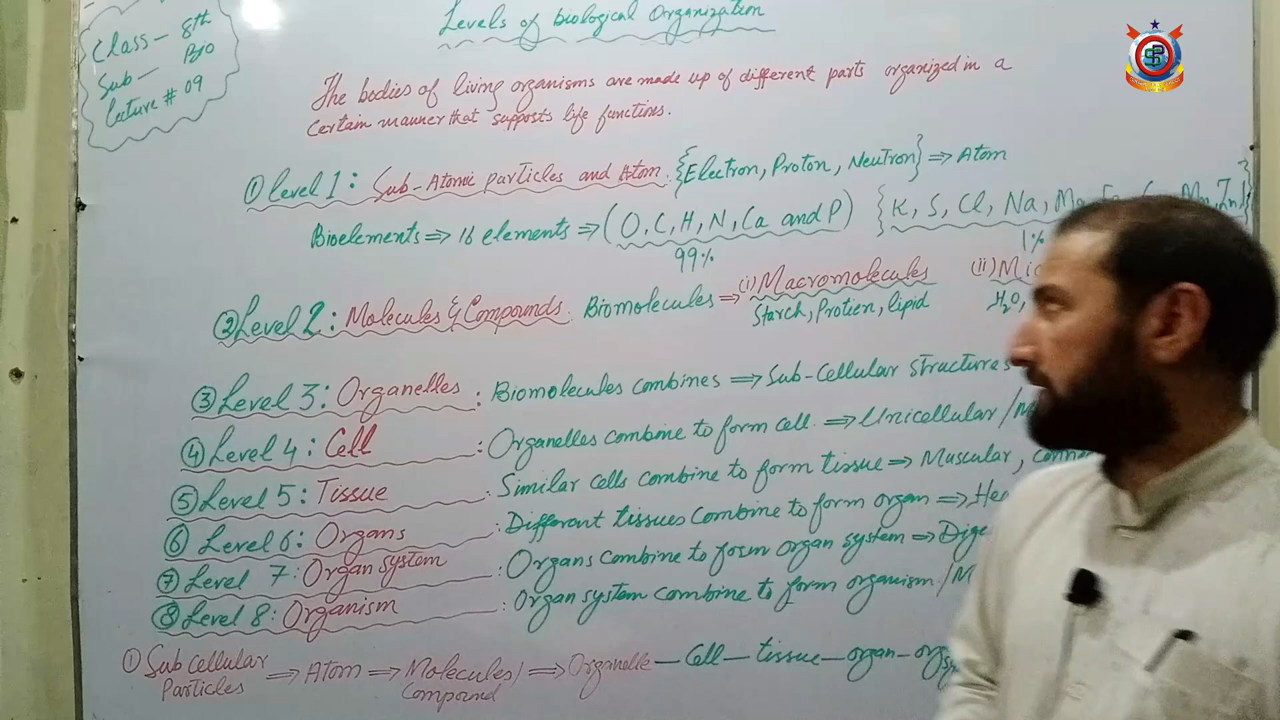 Levels of biological Organization
Class - 8th
Sub - Bio
Lecture # 09
The bodies of living organisms are made up of different parts organized in a
Certain manner that supports life functions.
① Level 1: Sub-Atomic particles and Atom. {Electron, Proton, Neutron} ⇒ Atom
Bioelements ⇒ 16 elements ⇒ (O, C, H, N, Ca and P) {K, S, Cl, Na, Mn, Zn}
99% 1%
② Level 2: Molecules & Compounds. Biomolecules ⇒ (i) Macromolecules (ii)
Starch, Protien, lipid H₂O,
③ Level 3: Organelles : Biomolecules combines ⇒ Sub-Cellular structures
④ Level 4: Cell : Organelles combine to form cell. ⇒ Unicellular /
⑤ Level 5: Tissue : Similar cells combine to form tissue ⇒ Muscular,
⑥ Level 6: Organs : Different tissues combine to form organ ⇒
⑦ Level 7: Organ system : Organs combine to form organ system ⇒
⑧ Level 8: Organism : Organ system combine to form organism /
① Sub cellular Particles ⇒ Atom ⇒ Molecules/ Compound ⇒ Organelle - Cell - tissue - organ -